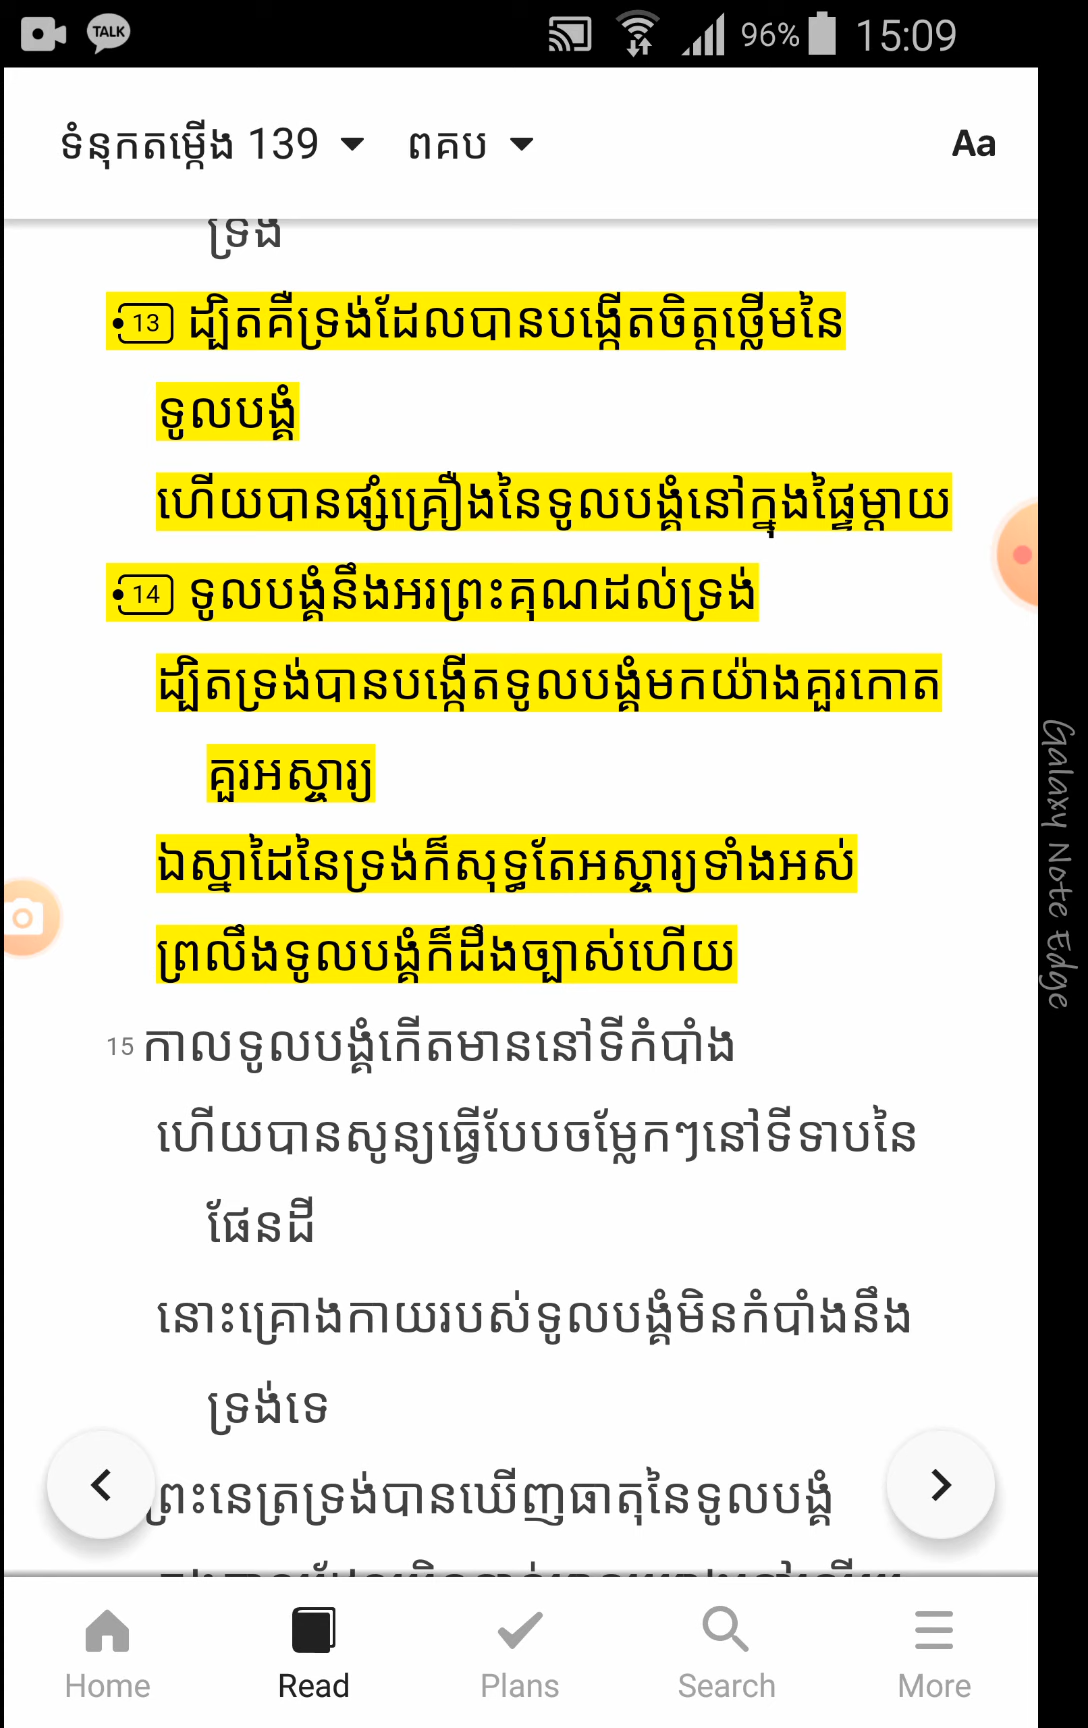 TALK
96% 15:09
ទំនុកតម្កើង 139 ពគប Aa
ទ្រង់
13 ដ្បិតគឺទ្រង់ដែលបានបង្កើតចិត្តថ្លើមនៃ
ទូលបង្គំ
ហើយបានផ្សំគ្រឿងនៃទូលបង្គំនៅក្នុងផ្ទៃម្តាយ
14 ទូលបង្គំនឹងអរព្រះគុណដល់ទ្រង់
ដ្បិតទ្រង់បានបង្កើតទូលបង្គំមកយ៉ាងគួរកោត
គួរអស្ចារ្យ
ឯស្នាដៃនៃទ្រង់ក៏សុទ្ធតែអស្ចារ្យទាំងអស់
ព្រលឹងទូលបង្គំក៏ដឹងច្បាស់ហើយ
15 កាលទូលបង្គំកើតមាននៅទីកំបាំង
ហើយបានសូន្យធ្វើបែបចម្លែកៗនៅទីទាបនៃ
ផែនដី
នោះគ្រោងកាយរបស់ទូលបង្គំមិនកំបាំងនឹង
ទ្រង់ទេ
ព្រះនេត្រទ្រង់បានឃើញធាតុនៃទូលបង្គំ
Home Read Plans Search More
Galaxy Note Edge